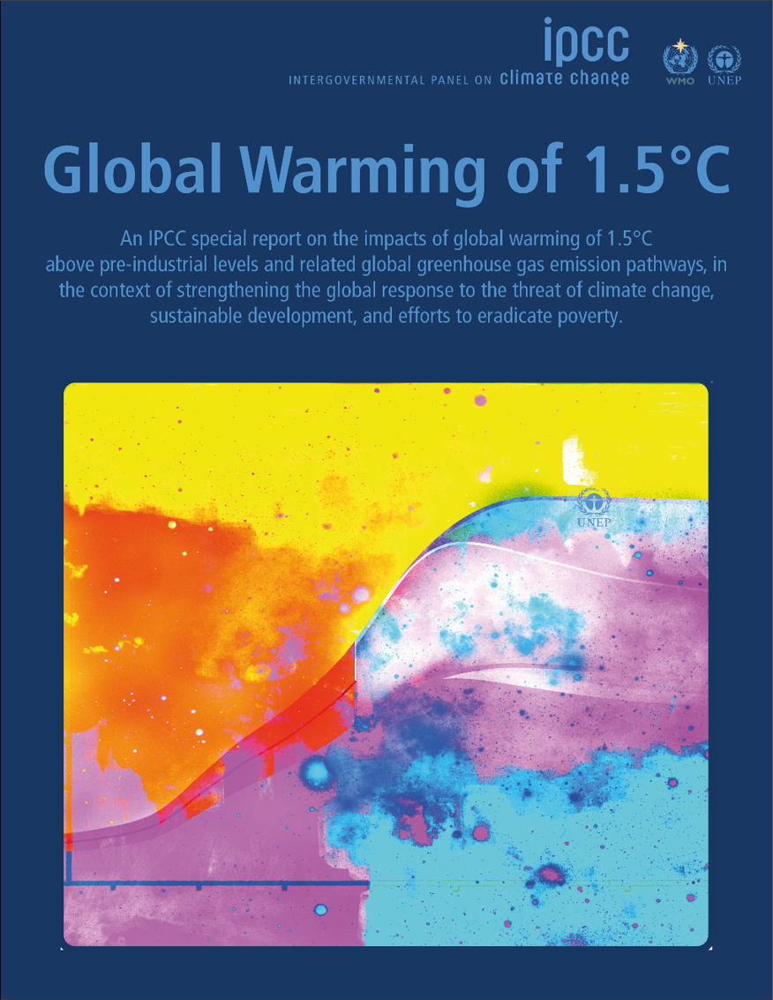 ipcc
INTERGOVERNMENTAL PANEL ON climate change
WMO UNEP
Global Warming of 1.5°C
An IPCC special report on the impacts of global warming of 1.5°C
above pre-industrial levels and related global greenhouse gas emission pathways, in
the context of strengthening the global response to the threat of climate change,
sustainable development, and efforts to eradicate poverty.
UNEP